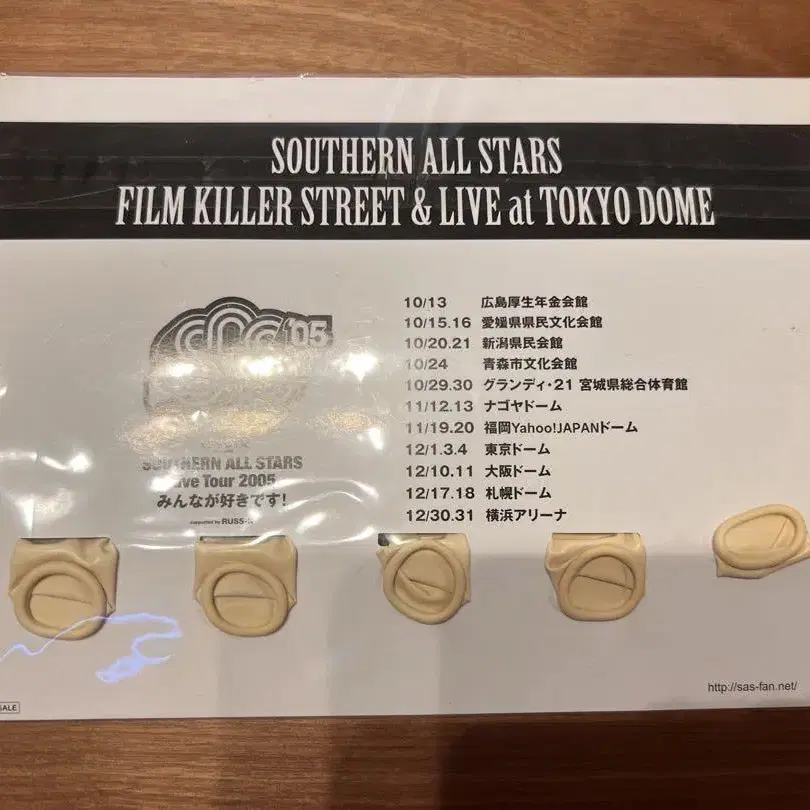 SOUTHERN ALL STARS
FILM KILLER STREET & LIVE at TOKYO DOME
'05
SOUTHERN ALL STARS
Live Tour 2005
みんなが好きです!
supported by RUSS-K
10/13 広島厚生年金会館
10/15.16 愛媛県県民文化会館
10/20.21 新潟県民会館
10/24 青森市文化会館
10/29.30 グランディ・21 宮城県総合体育館
11/12.13 ナゴヤドーム
11/19.20 福岡Yahoo!JAPANドーム
12/1.3.4 東京ドーム
12/10.11 大阪ドーム
12/17.18 札幌ドーム
12/30.31 横浜アリーナ
http://sas-fan.net/
SALE